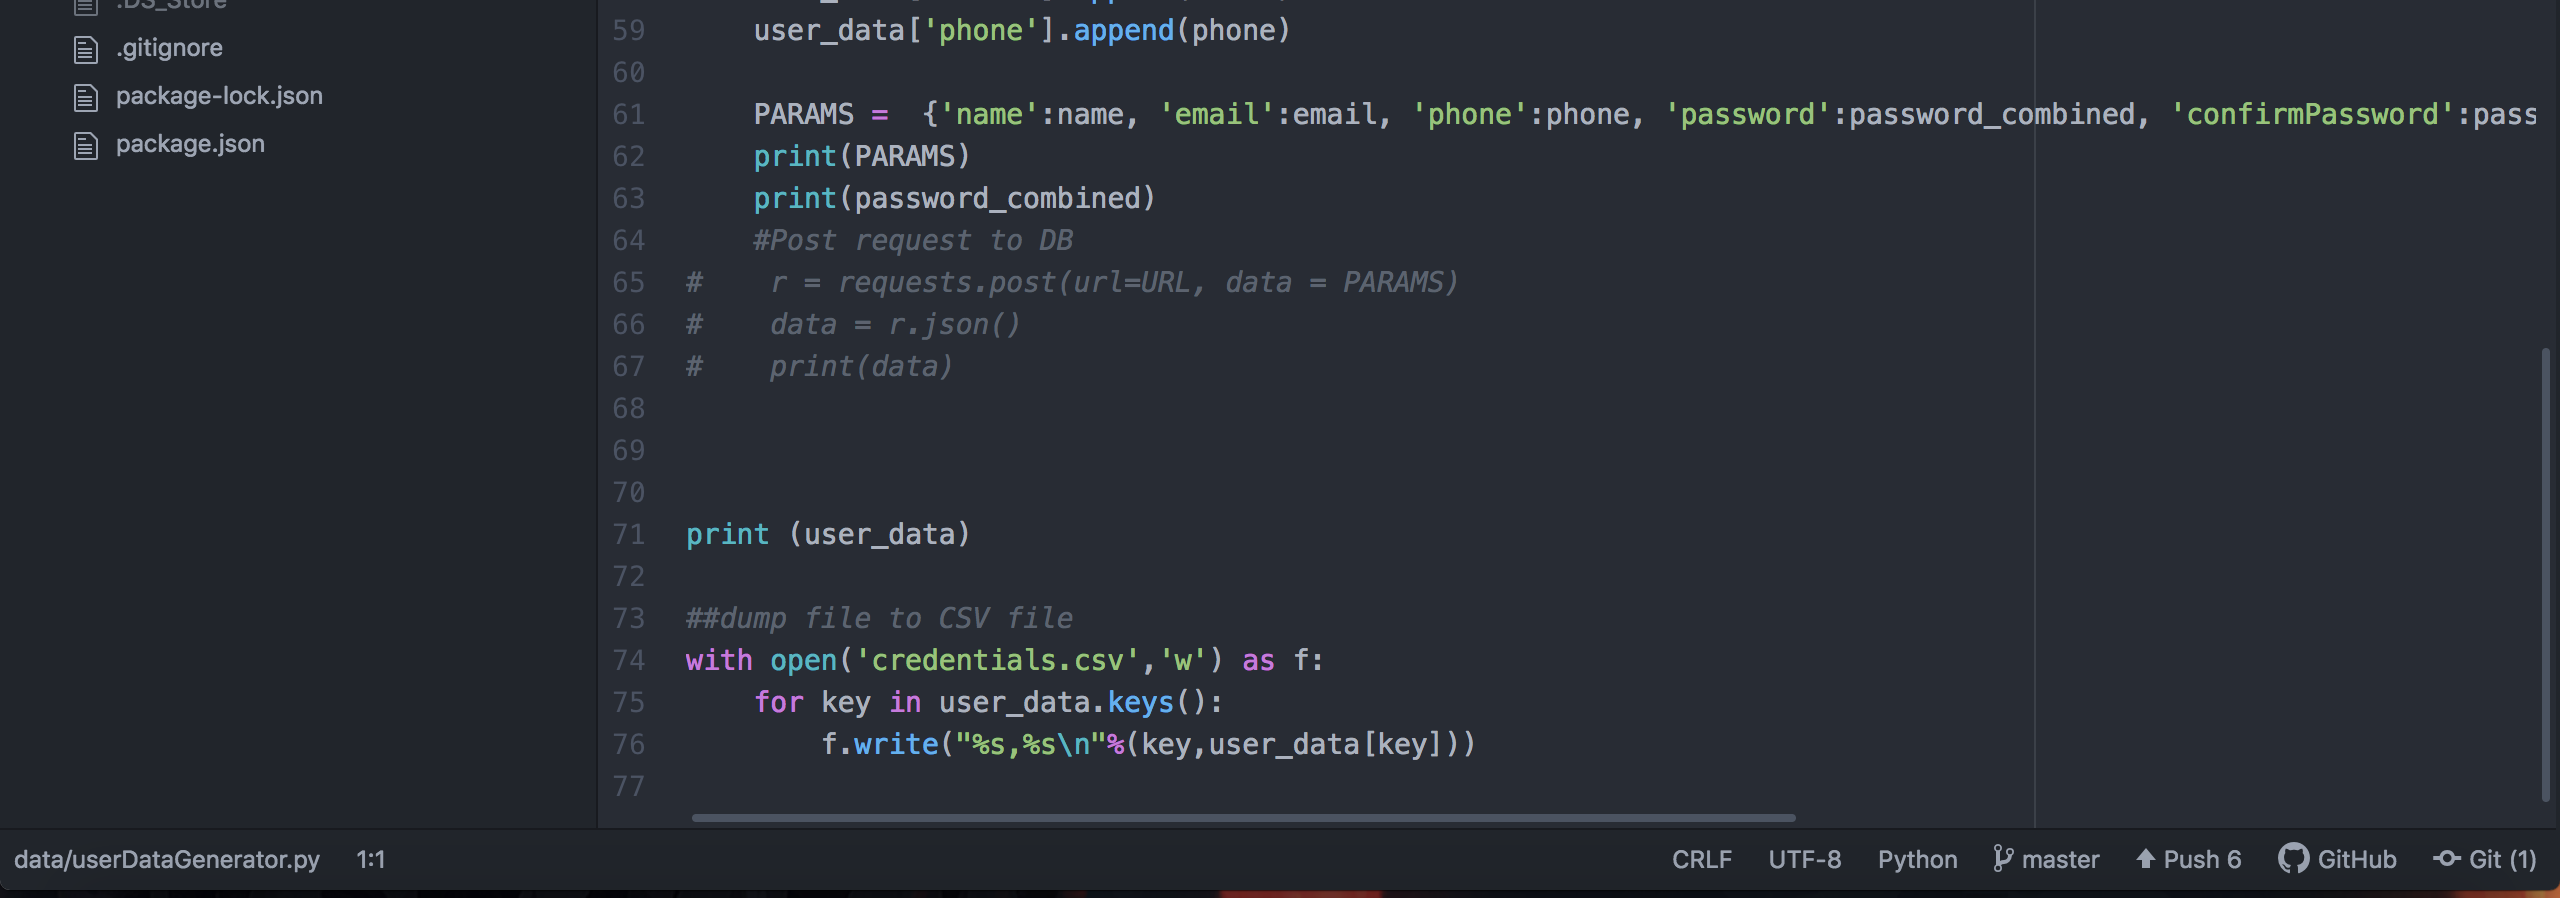 .DS_Store
.gitignore
package-lock.json
package.json
59 user_data['phone'].append(phone)
60
61 PARAMS =  {'name':name, 'email':email, 'phone':phone, 'password':password_combined, 'confirmPassword':pass
62 print(PARAMS)
63 print(password_combined)
64 #Post request to DB
65 #    r = requests.post(url=URL, data = PARAMS)
66 #    data = r.json()
67 #    print(data)
68
69
70
71 print (user_data)
72
73 ##dump file to CSV file
74 with open('credentials.csv','w') as f:
75     for key in user_data.keys():
76         f.write("%s,%s\n"%(key,user_data[key]))
77
data/userDataGenerator.py 1:1 CRLF UTF-8 Python master Push 6 GitHub Git (1)